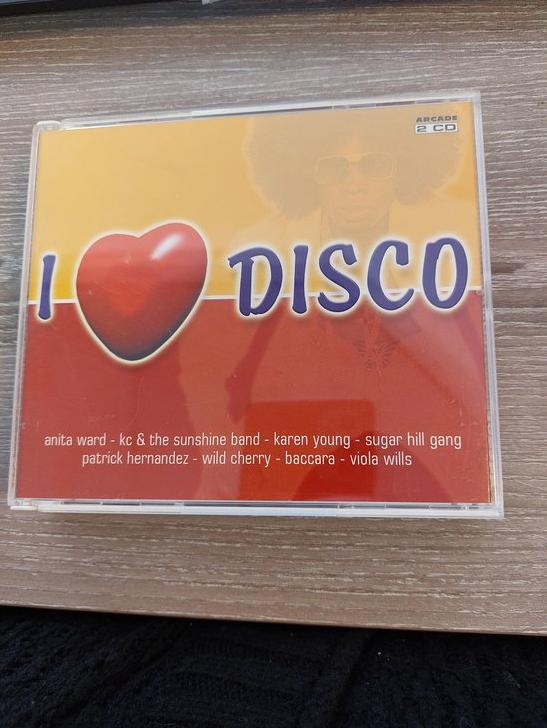 ARCADE
2 CD
I DISCO
anita ward - kc & the sunshine band - karen young - sugar hill gang
patrick hernandez - wild cherry - baccara - viola wills